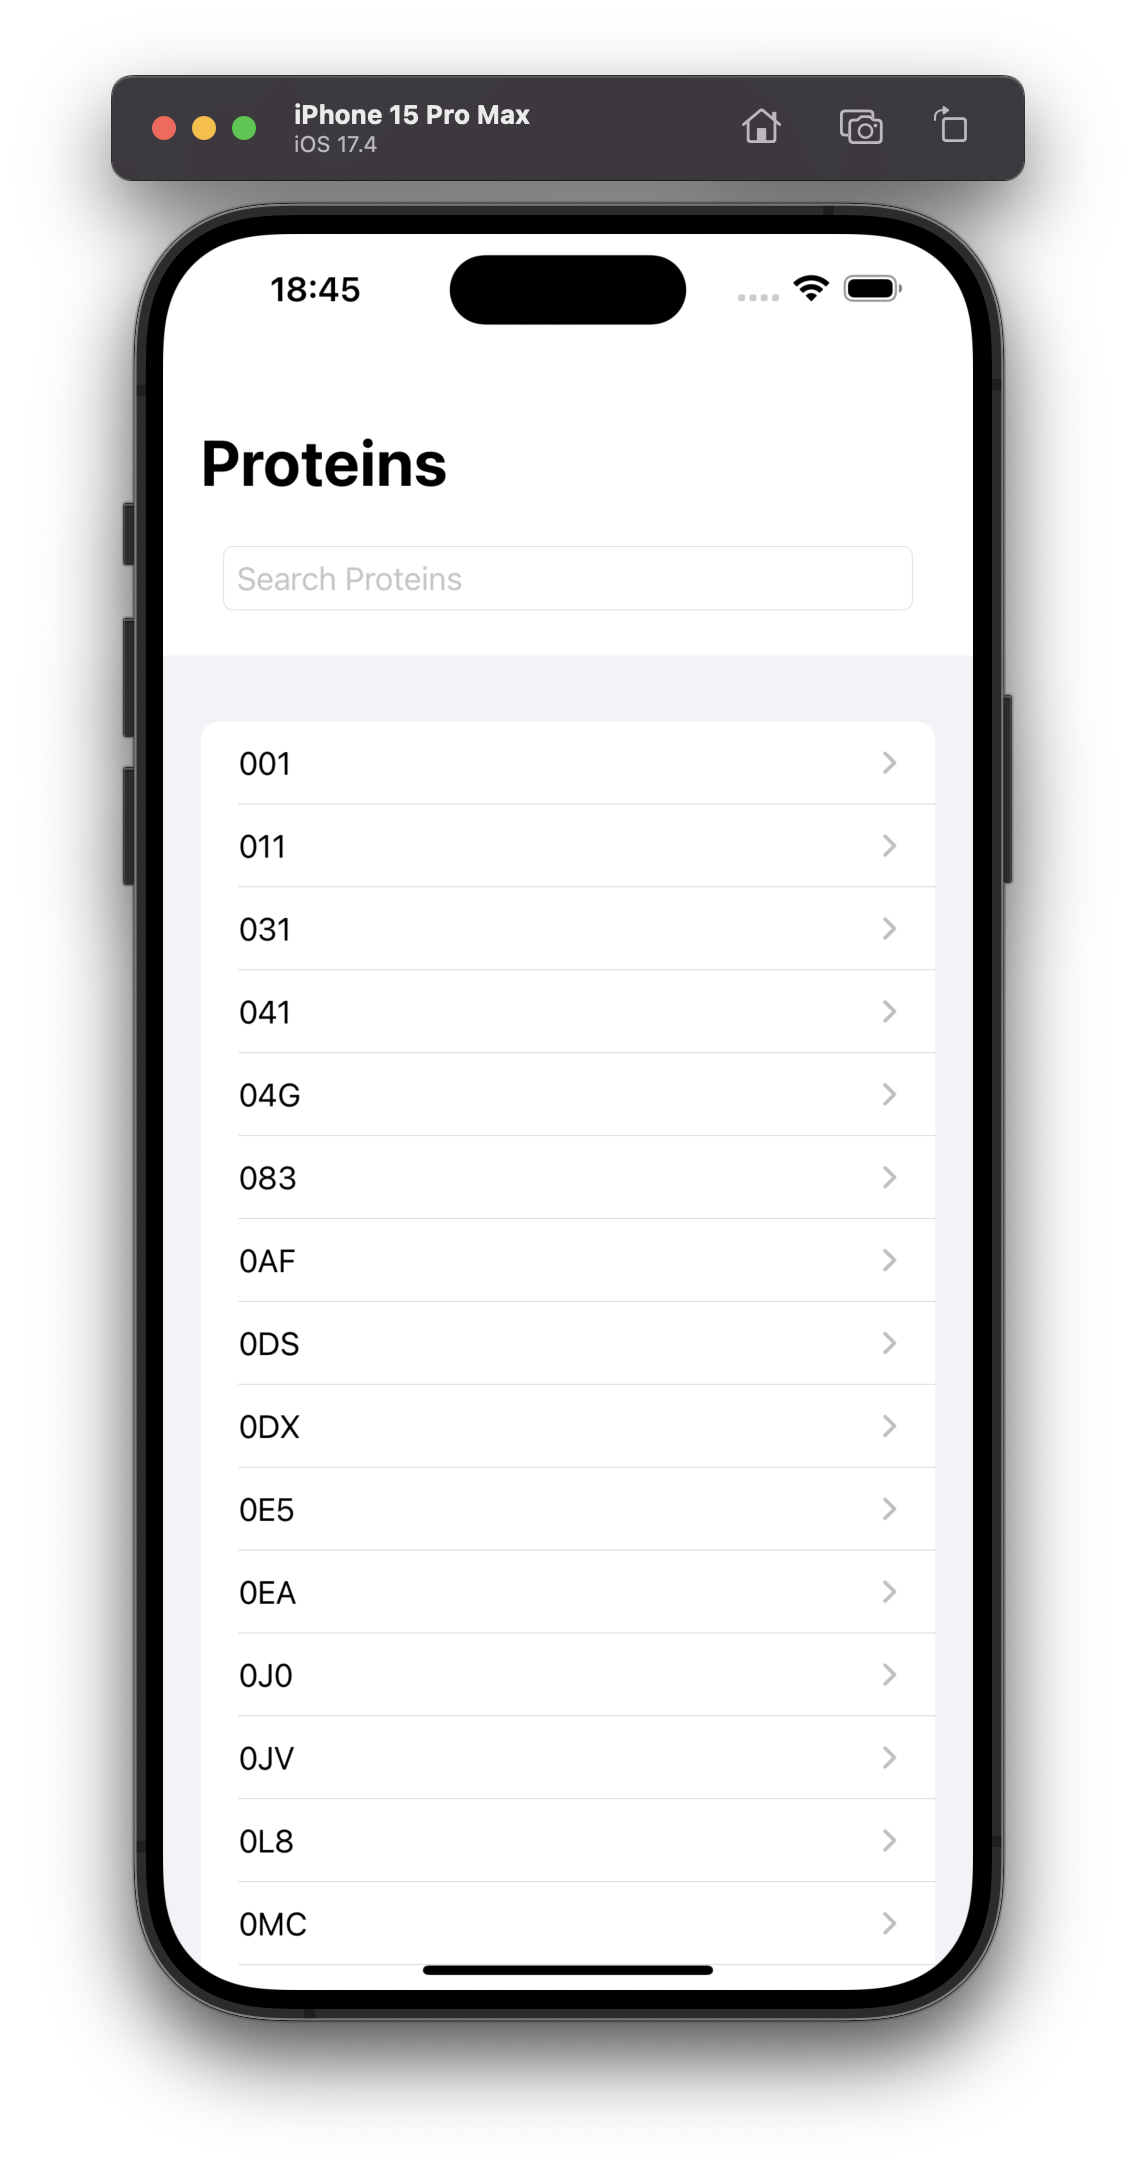 iPhone 15 Pro Max
iOS 17.4
18:45
Proteins
Search Proteins
001
011
031
041
04G
083
0AF
0DS
0DX
0E5
0EA
0J0
0JV
0L8
0MC